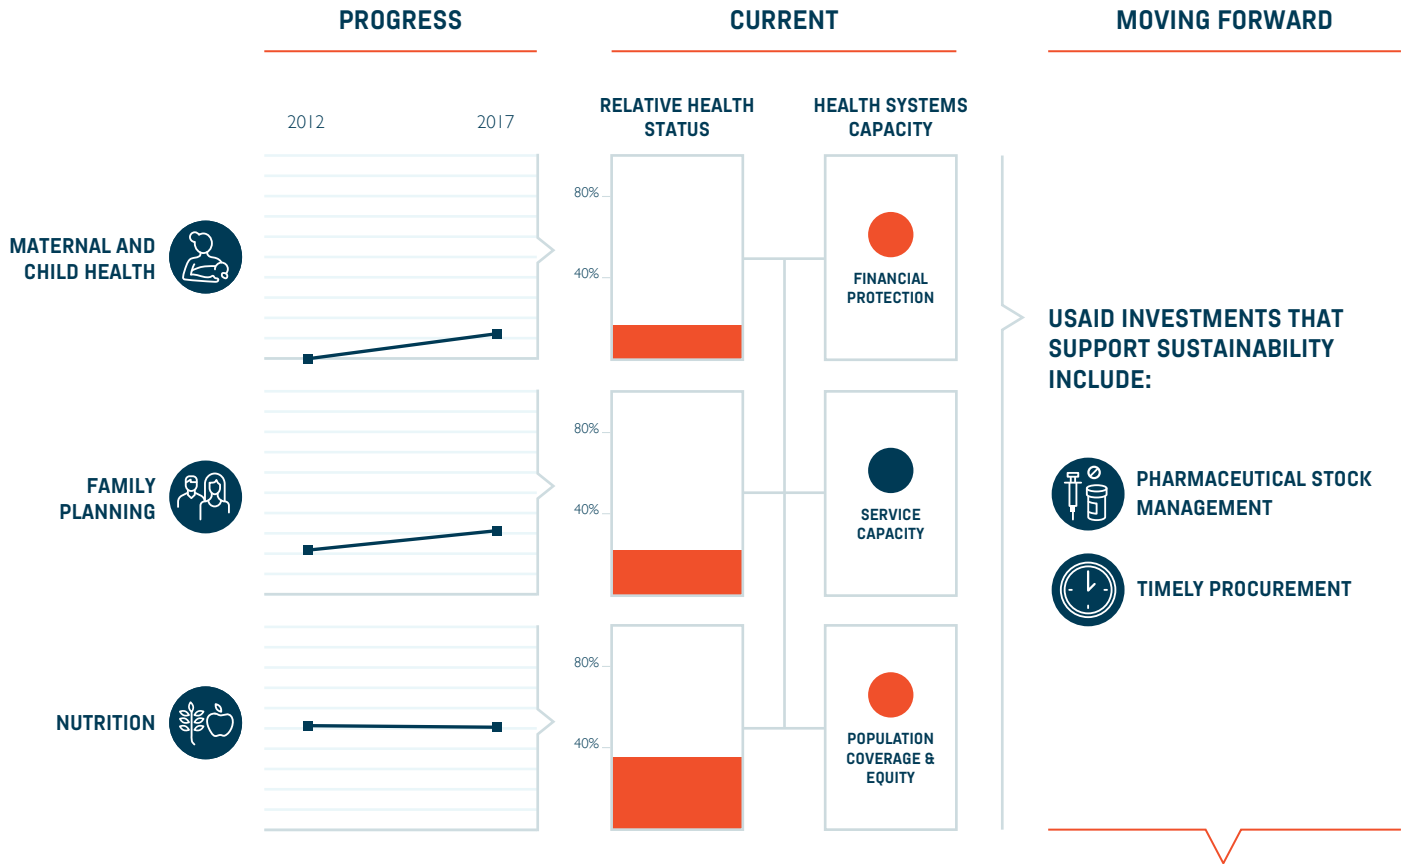 PROGRESS
CURRENT
MOVING FORWARD
2012
2017
RELATIVE HEALTH
STATUS
HEALTH SYSTEMS
CAPACITY
MATERNAL AND
CHILD HEALTH
80%
40%
FINANCIAL
PROTECTION
FAMILY
PLANNING
80%
40%
SERVICE
CAPACITY
NUTRITION
80%
40%
POPULATION
COVERAGE &
EQUITY
USAID INVESTMENTS THAT
SUPPORT SUSTAINABILITY
INCLUDE:
PHARMACEUTICAL STOCK
MANAGEMENT
TIMELY PROCUREMENT